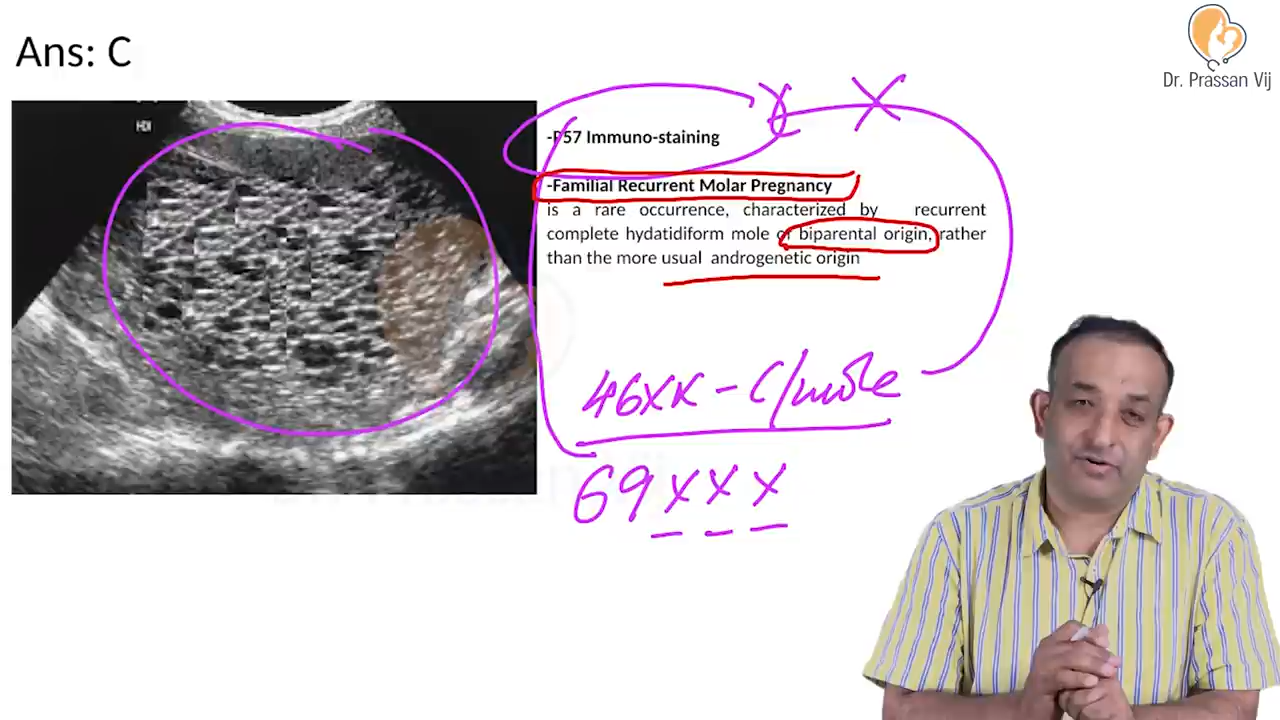 Ans: C
Dr. Prassan Vij
HDI
-P57 Immuno-staining
-Familial Recurrent Molar Pregnancy
is a rare occurrence, characterized by recurrent
complete hydatidiform mole of biparental origin, rather
than the more usual androgenetic origin
46XX - C/mole
69XXX